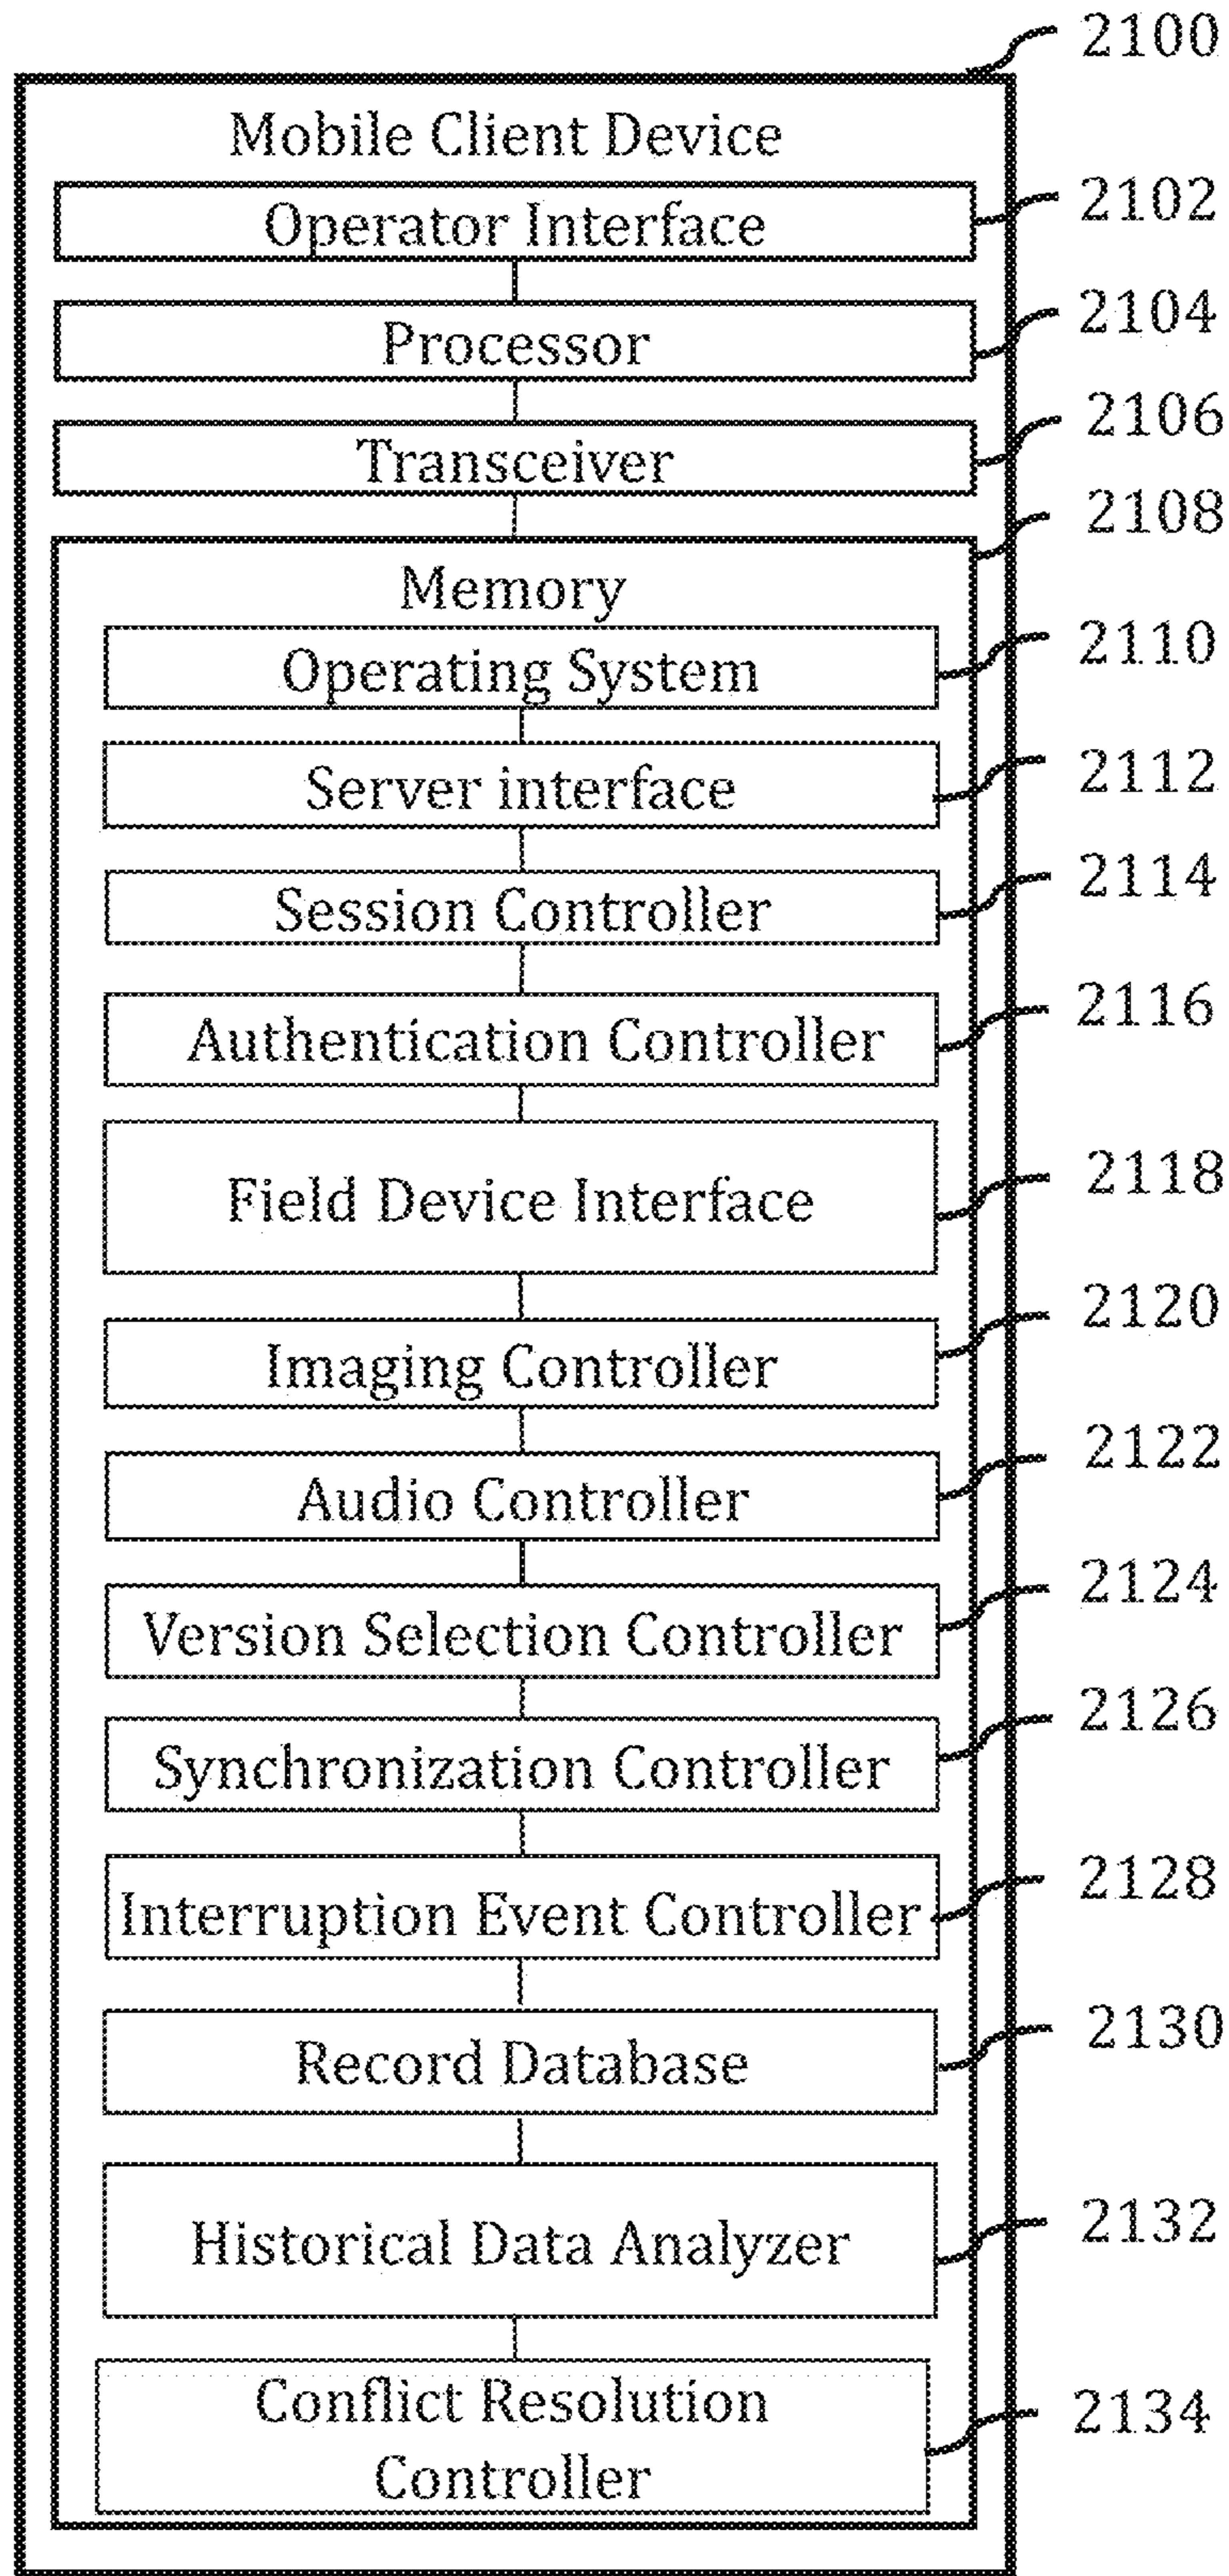 2100
Mobile Client Device
Operator Interface 2102
Processor 2104
Transceiver 2106
2108
Memory
Operating System 2110
Server interface 2112
Session Controller 2114
Authentication Controller 2116
Field Device Interface 2118
Imaging Controller 2120
Audio Controller 2122
Version Selection Controller 2124
Synchronization Controller 2126
Interruption Event Controller 2128
Record Database 2130
Historical Data Analyzer 2132
Conflict Resolution
Controller 2134